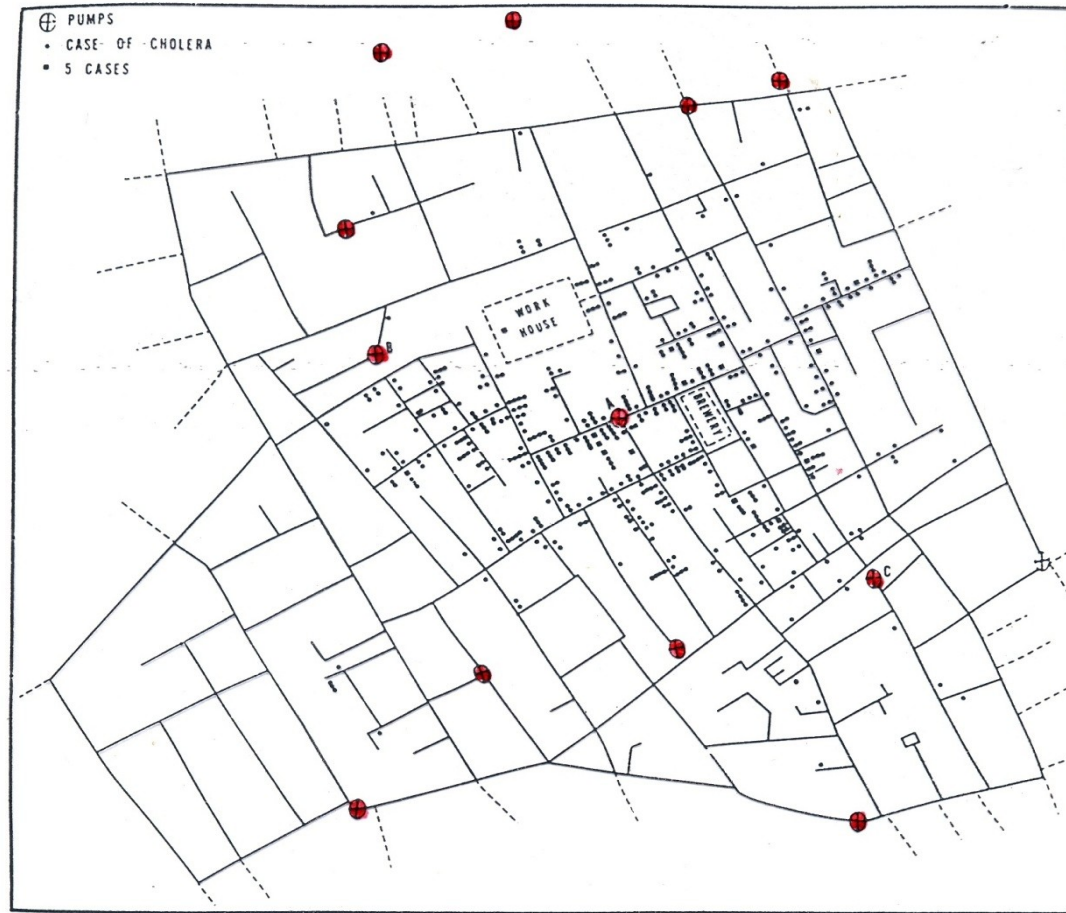 PUMPS
• CASE OF CHOLERA
▪ 5 CASES
WORK
HOUSE
B
A
BREWERY
C